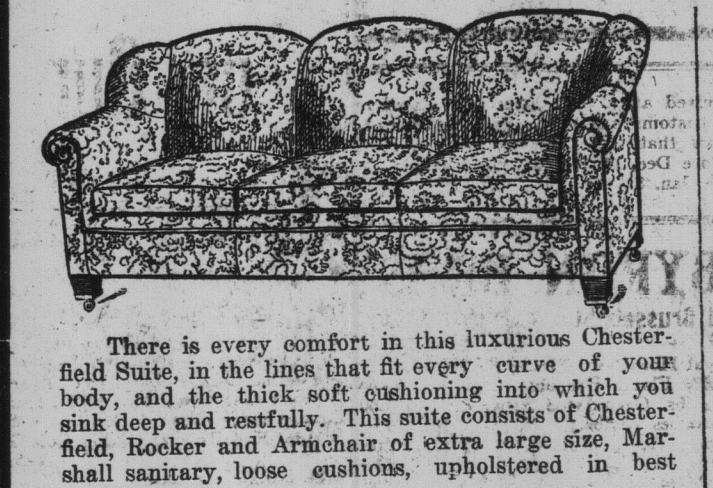 There is every comfort in this luxurious Chester-
field Suite, in the lines that fit every curve of your
body, and the thick soft cushioning into which you
sink deep and restfully. This suite consists of Chester-
field, Rocker and Armchair of extra large size, Mar-
shall sanitary, loose cushions, upholstered in best